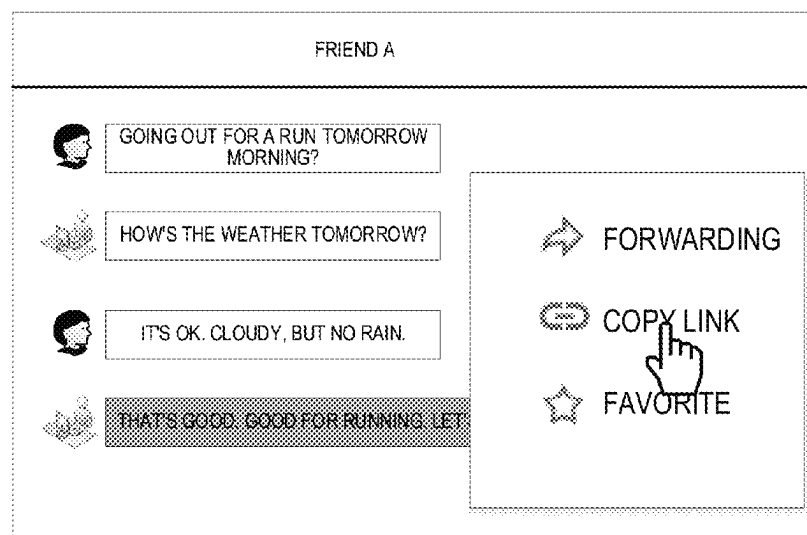 FRIEND A
GOING OUT FOR A RUN TOMORROW
MORNING?
HOW'S THE WEATHER TOMORROW?
IT'S OK. CLOUDY, BUT NO RAIN.
THAT'S GOOD. GOOD FOR RUNNING. LET'
FORWARDING
COPY LINK
FAVORITE